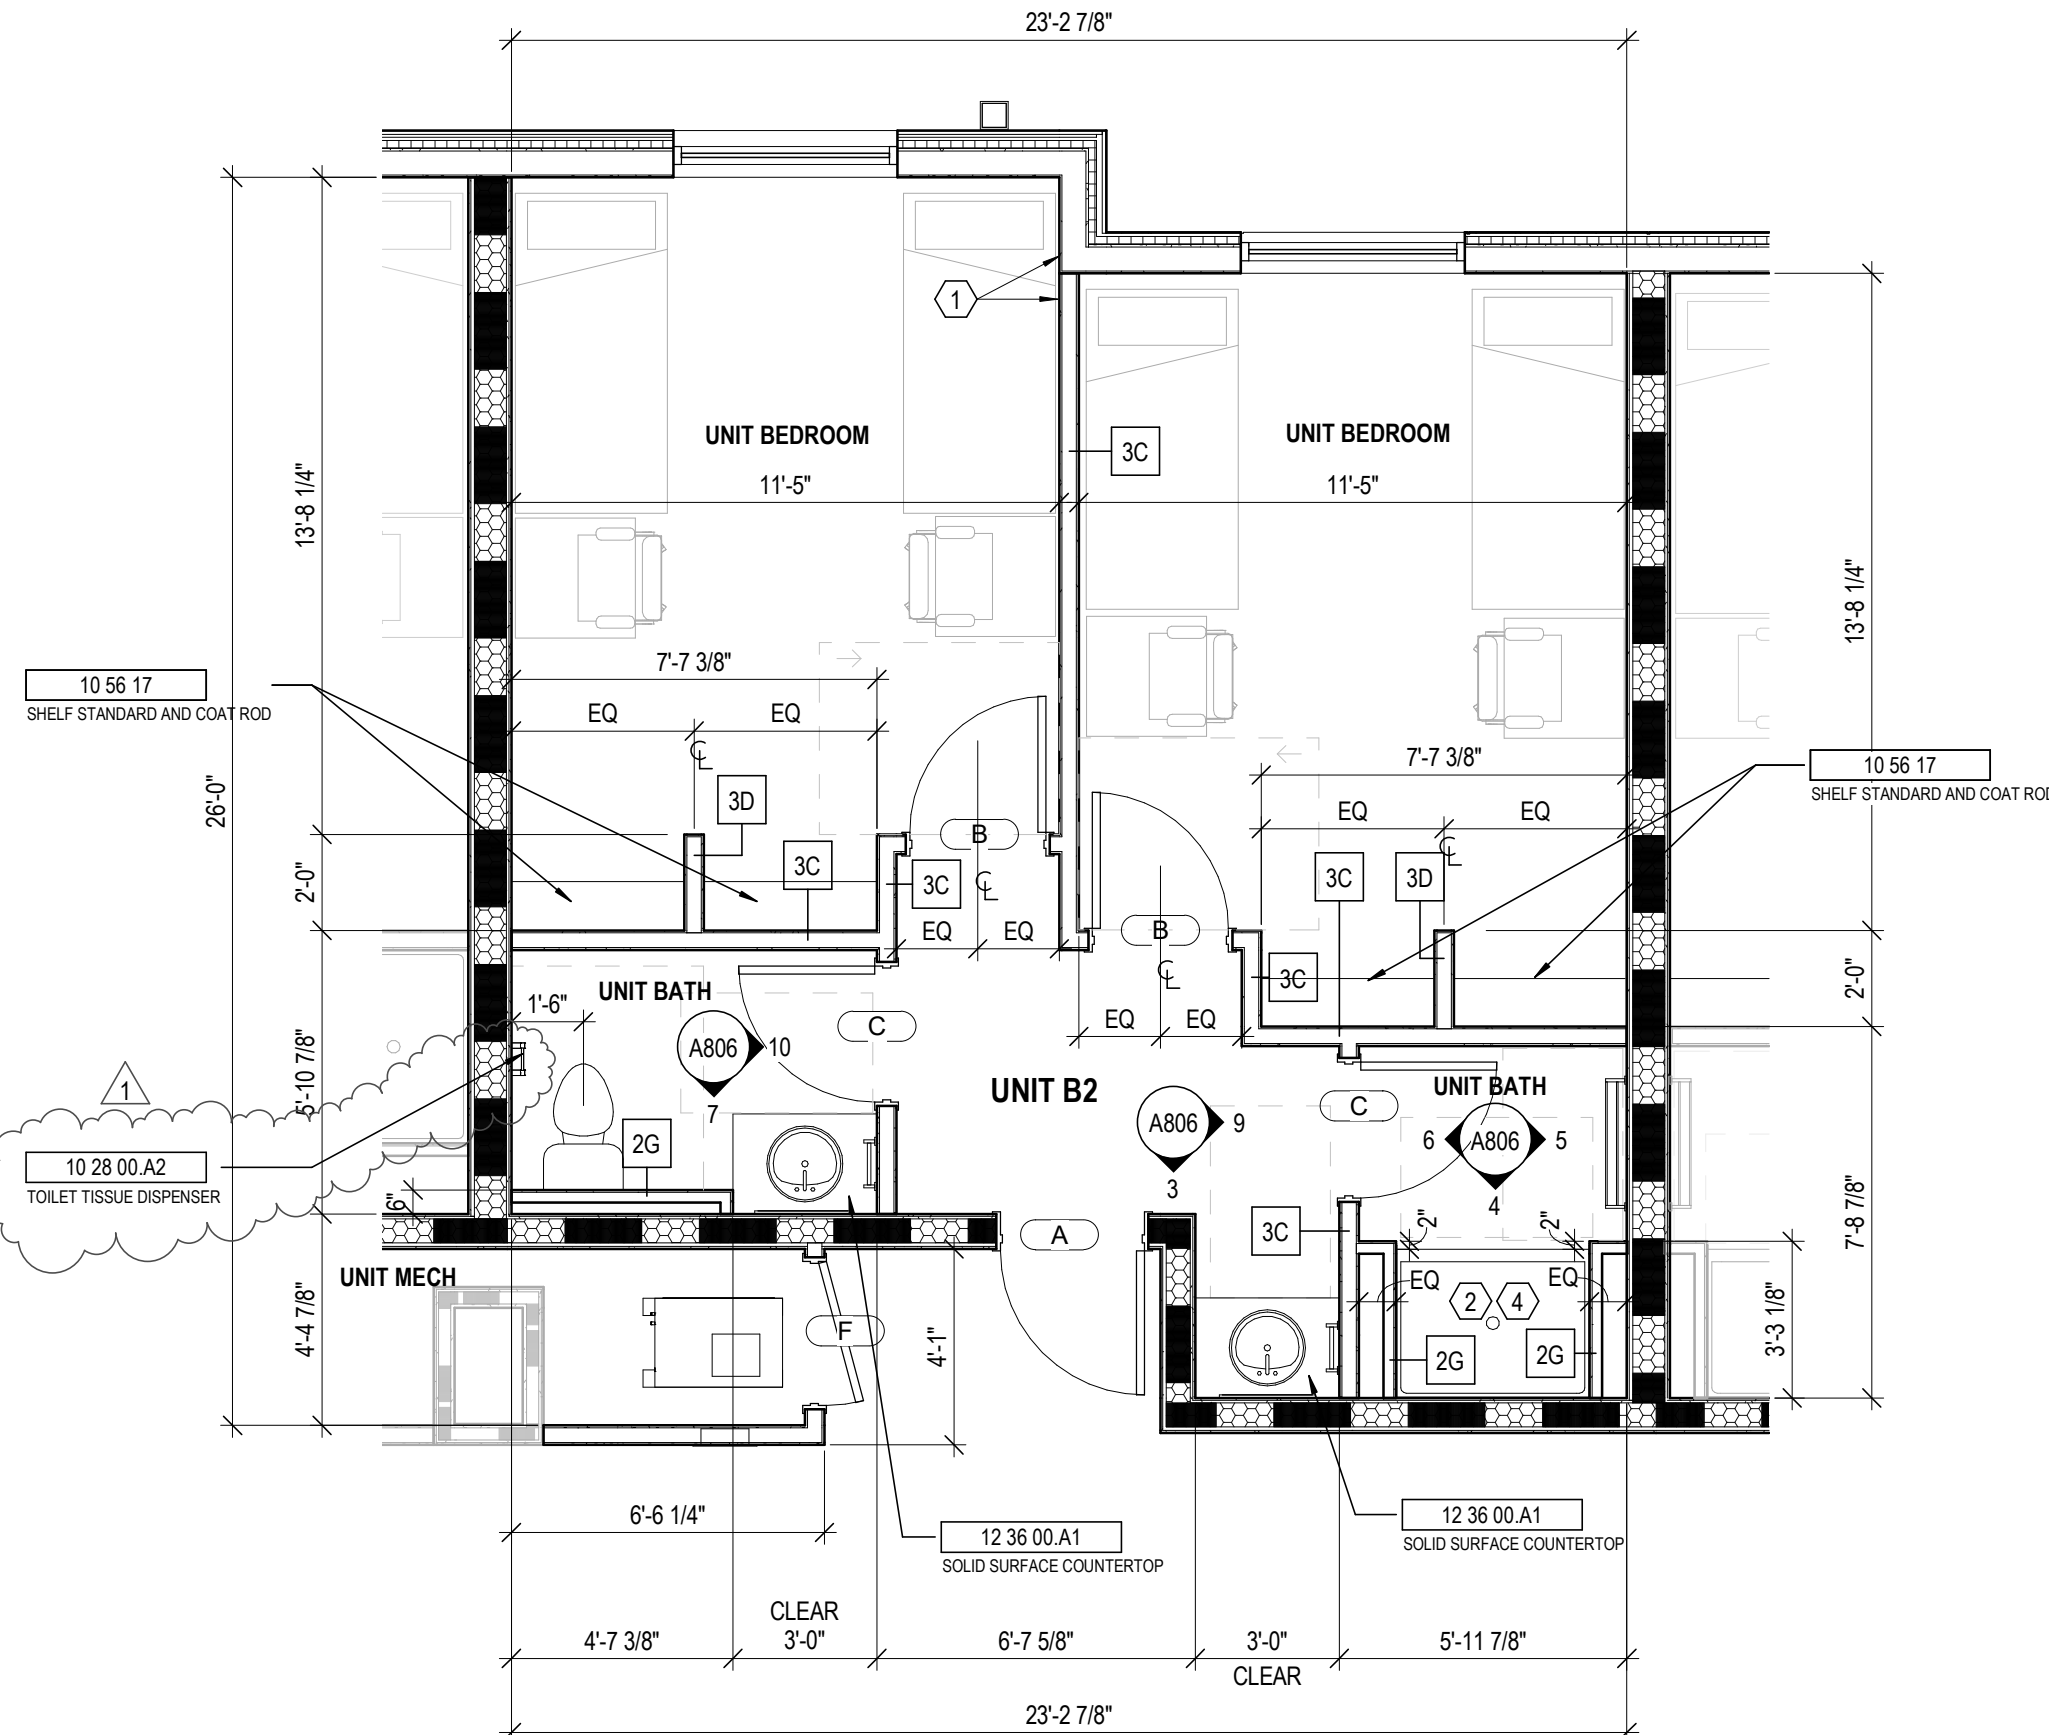 23'-2 7/8"
1
UNIT BEDROOM
UNIT BEDROOM
3C
11'-5"
11'-5"
13'-8 1/4"
13'-8 1/4"
7'-7 3/8"
10 56 17
SHELF STANDARD AND COAT ROD
EQ
EQ
CL
7'-7 3/8"
10 56 17
SHELF STANDARD AND COAT ROD
26'-0"
3D
EQ
EQ
B
CL
2'-0"
3C
3C
CL
3C
3D
EQ
EQ
B
CL
3C
2'-0"
UNIT BATH
1'-6"
C
EQ
EQ
A806
10
7
1
5'-10 7/8"
UNIT B2
UNIT BATH
C
A806
9
3
6
A806
5
4
2G
10 28 00.A2
TOILET TISSUE DISPENSER
6"
3C
2"
2"
7'-8 7/8"
A
UNIT MECH
EQ
EQ
2
4
4'-4 7/8"
F
4'-1"
2G
2G
3'-3 1/8"
6'-6 1/4"
12 36 00.A1
SOLID SURFACE COUNTERTOP
12 36 00.A1
SOLID SURFACE COUNTERTOP
CLEAR
4'-7 3/8"
3'-0"
6'-7 5/8"
3'-0"
5'-11 7/8"
CLEAR
23'-2 7/8"